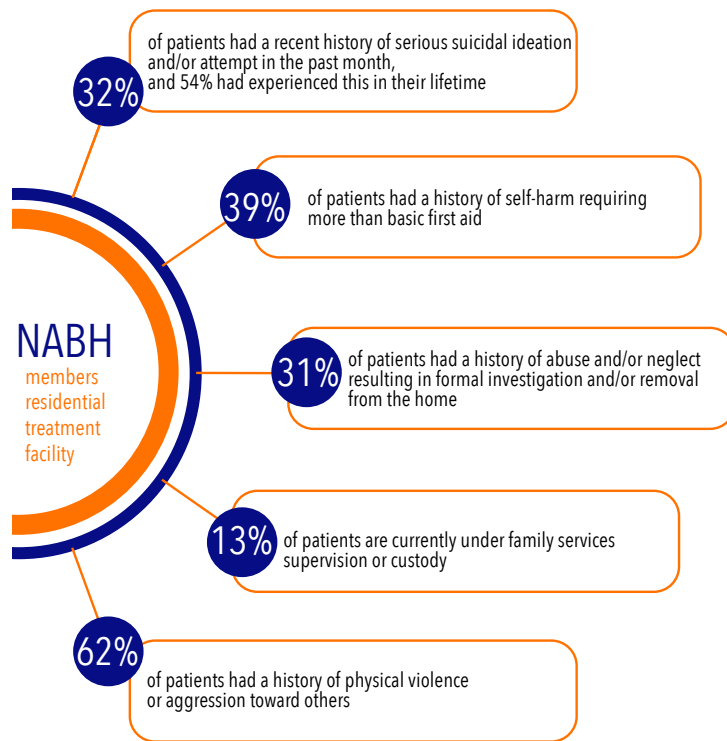 32%
of patients had a recent history of serious suicidal ideation
and/or attempt in the past month,
and 54% had experienced this in their lifetime
39%
of patients had a history of self-harm requiring
more than basic first aid
NABH
members
residential
treatment
facility
31%
of patients had a history of abuse and/or neglect
resulting in formal investigation and/or removal
from the home
13%
of patients are currently under family services
supervision or custody
62%
of patients had a history of physical violence
or aggression toward others